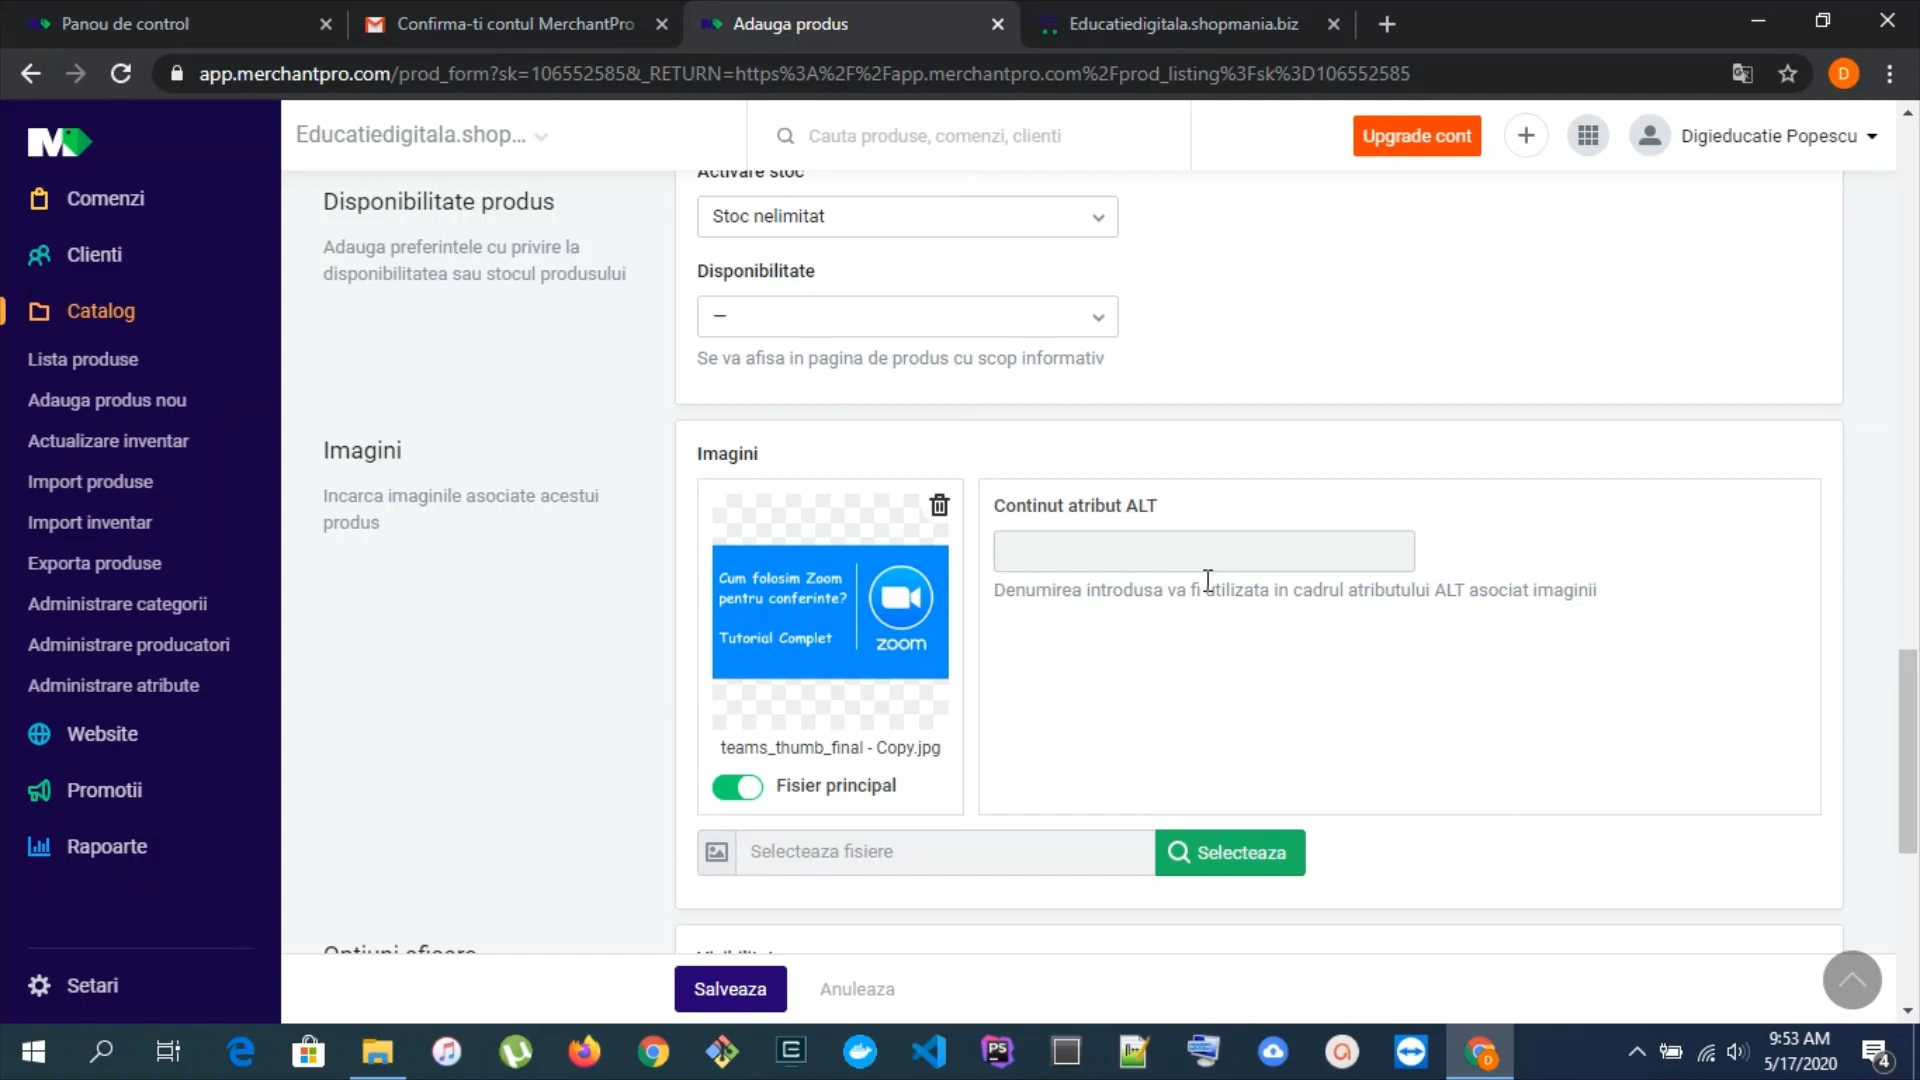 Panou de control
Confirma-ti contul MerchantPro
Adauga produs
Educatiedigitala.shopmania.biz
app.merchantpro.com/prod_form?sk=106552585&_RETURN=https%3A%2F%2Fapp.merchantpro.com%2Fprod_listing%3Fsk%3D106552585
D
M
Educatiedigitala.shop...
Cauta produse, comenzi, clienti
Upgrade cont
Digieducatie Popescu
Comenzi
Clienti
Catalog
Lista produse
Adauga produs nou
Actualizare inventar
Import produse
Import inventar
Exporta produse
Administrare categorii
Administrare producatori
Administrare atribute
Website
Promotii
Rapoarte
Setari
Disponibilitate produs
Adauga preferintele cu privire la
disponibilitatea sau stocul produsului
Activare stoc
Stoc nelimitat
Disponibilitate
—
Se va afisa in pagina de produs cu scop informativ
Imagini
Incarca imaginile asociate acestui
produs
Imagini
Cum folosim Zoom
pentru conferinte?
Tutorial Complet
zoom
teams_thumb_final - Copy.jpg
Fisier principal
Continut atribut ALT
Denumirea introdusa va fi utilizata in cadrul atributului ALT asociat imaginii
Selecteaza fisiere
Selecteaza
Optiuni afisare
Salveaza
Anuleaza
PS
D
9:53 AM
5/17/2020
4